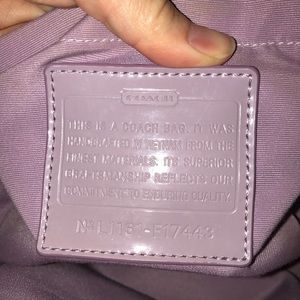 COACH
THIS IS A COACH BAG. IT WAS
HANDCRAFTED IN VIETNAM FROM THE
FINEST MATERIALS. ITS SUPERIOR
CRAFTSMANSHIP REFLECTS OUR
COMMITMENT TO ENDURING QUALITY.
Nº L1151-F17443